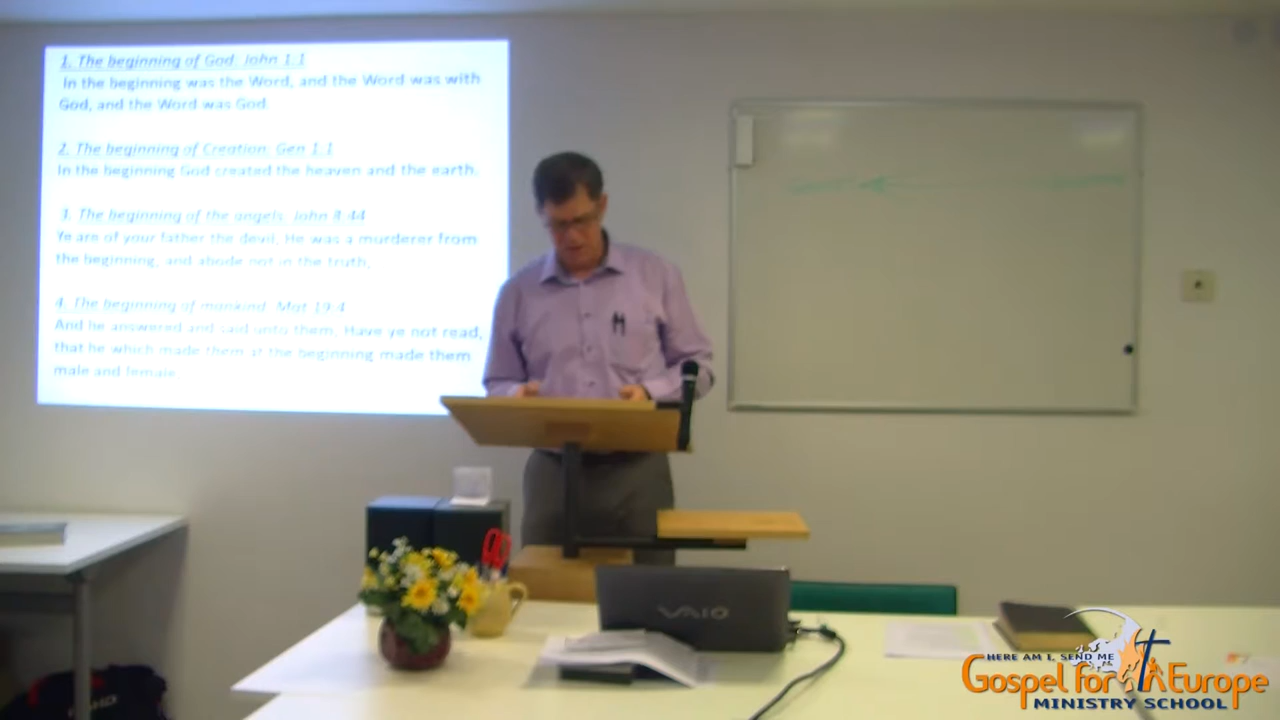 1. The beginning of God: John 1:1
In the beginning was the Word, and the Word was with
God, and the Word was God.
2. The beginning of Creation: Gen 1:1
In the beginning God created the heaven and the earth.
3. The beginning of the angels: John 8:44
Ye are of your father the devil, He was a murderer from
the beginning, and abode not in the truth,
4. The beginning of mankind: Mat 19:4
And he answered and said unto them, Have ye not read,
that he which made them at the beginning made them
male and female
VAIO
HERE AM I, SEND ME
Gospel for Europe
MINISTRY SCHOOL